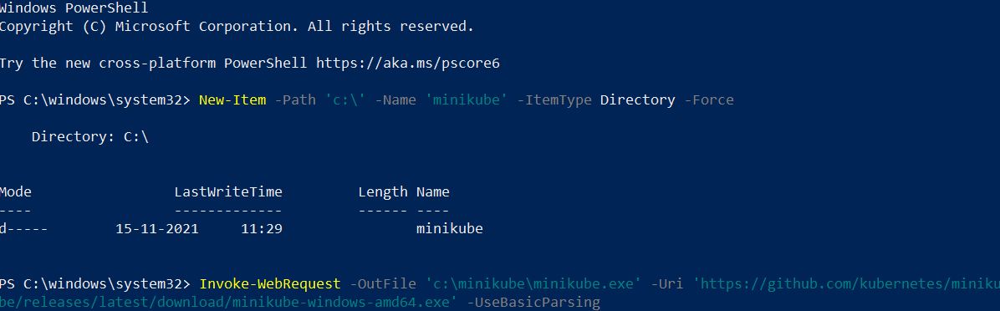 Windows PowerShell
Copyright (C) Microsoft Corporation. All rights reserved.
Try the new cross-platform PowerShell https://aka.ms/pscore6
PS C:\windows\system32> New-Item -Path 'c:\' -Name 'minikube' -ItemType Directory -Force
Directory: C:\
Mode LastWriteTime Length Name
---- ------------- ------ ----
d----- 15-11-2021 11:29 minikube
PS C:\windows\system32> Invoke-WebRequest -OutFile 'c:\minikube\minikube.exe' -Uri 'https://github.com/kubernetes/miniku
be/releases/latest/download/minikube-windows-amd64.exe' -UseBasicParsing